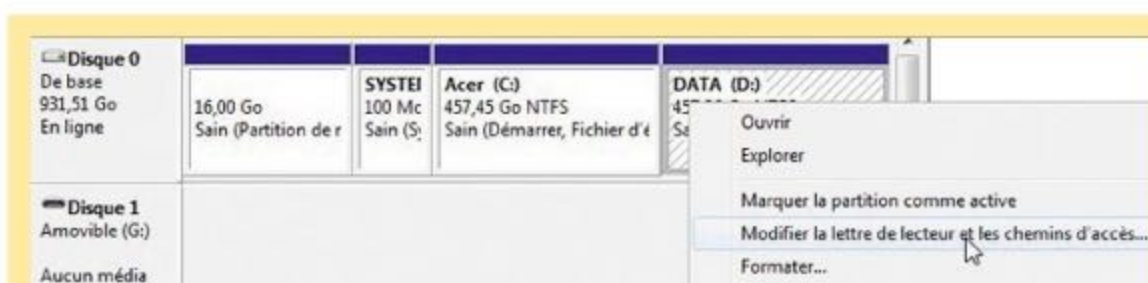 Disque 0
De base
931,51 Go
En ligne
16,00 Go
Sain (Partition de r
SYSTEI
100 Mc
Sain (Sy
Acer (C:)
457,45 Go NTFS
Sain (Démarrer, Fichier d'é
DATA (D:)
Disque 1
Amovible (G:)
Aucun média
Ouvrir
Explorer
Marquer la partition comme active
Modifier la lettre de lecteur et les chemins d'accès...
Formater...